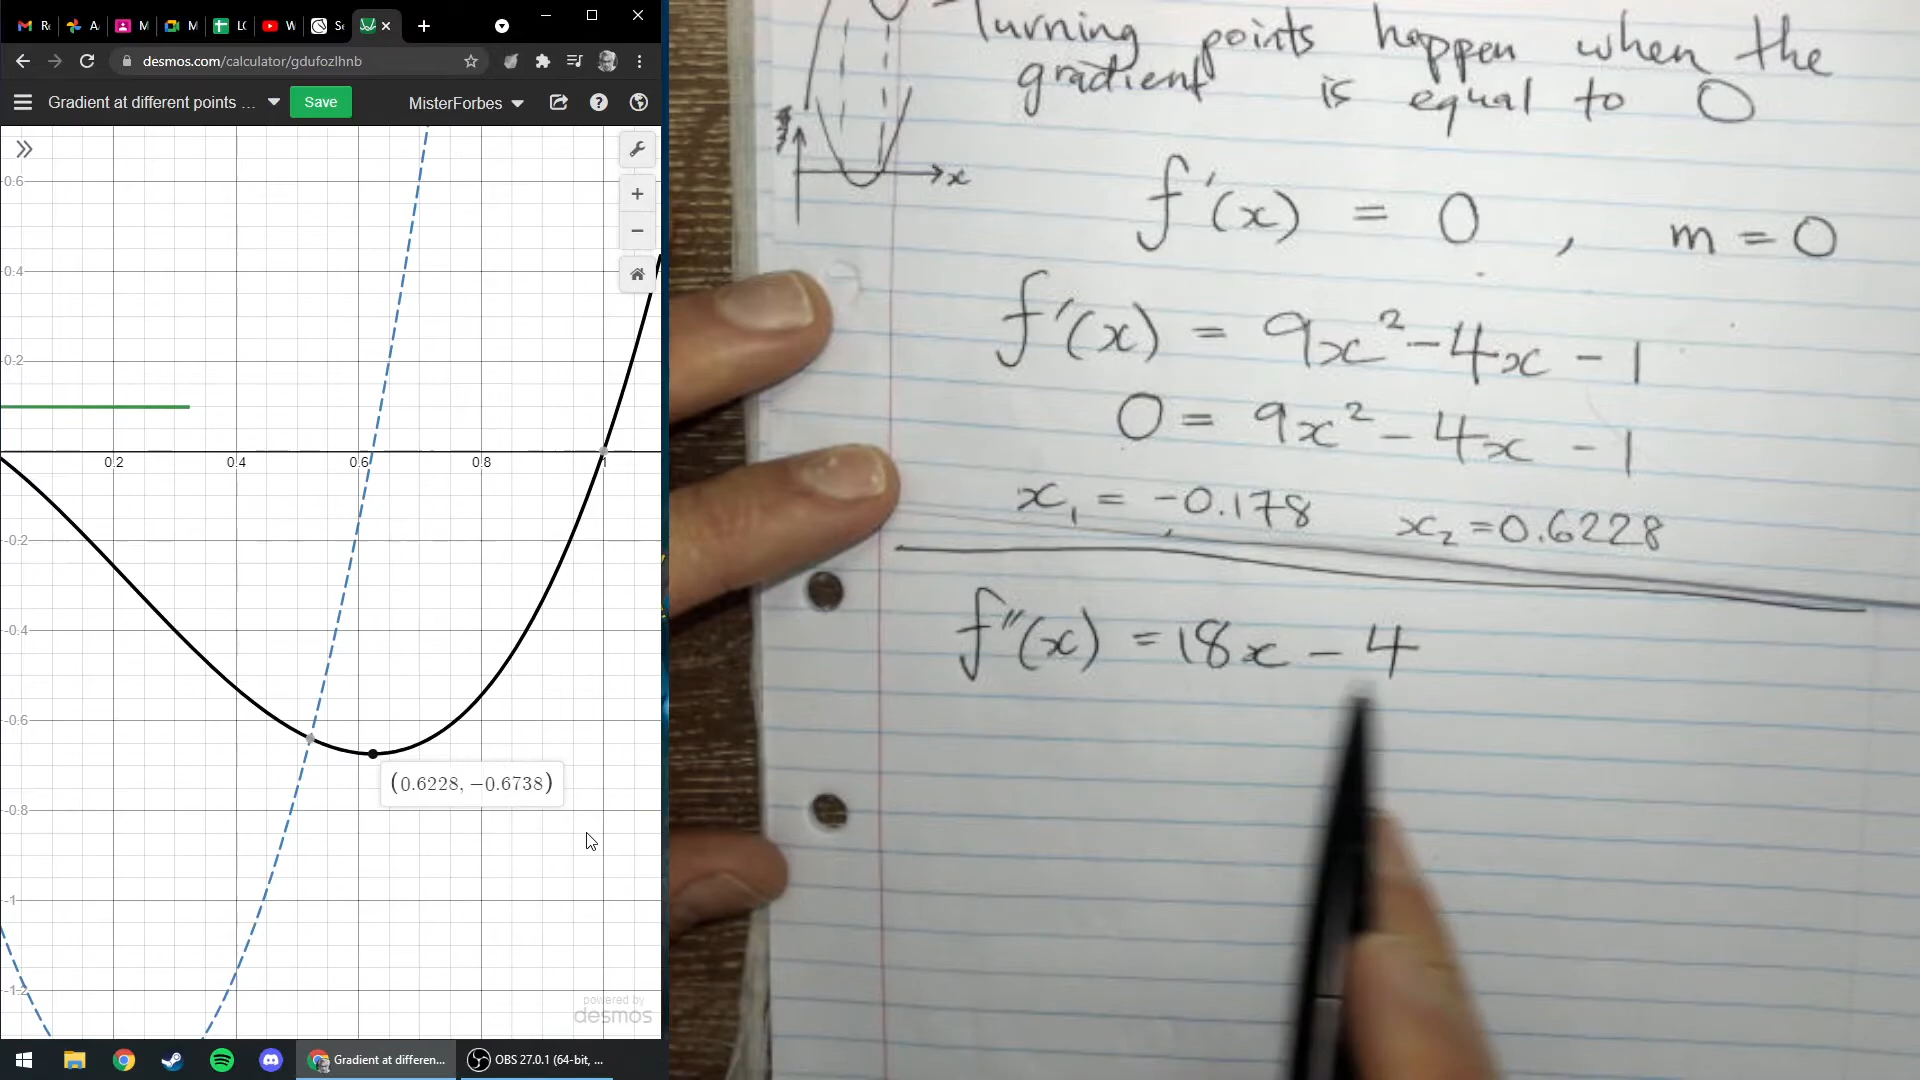 desmos.com/calculator/gdufozlhnb
Gradient at different points ...
Save
MisterForbes
0.6
0.4
0.2
0.2
0.4
0.6
0.8
1
-0.2
-0.4
-0.6
(0.6228, −0.6738)
-0.8
-1
-1.2
powered by
desmos
Gradient at differen...
OBS 27.0.1 (64-bit, ...
- Turning points happen when the
gradient is equal to 0
x
f'(x) = 0 , m = 0
f'(x) = 9x² - 4x - 1
0 = 9x² - 4x - 1
x₁ = -0.178 x₂ = 0.6228
f''(x) = 18x - 4